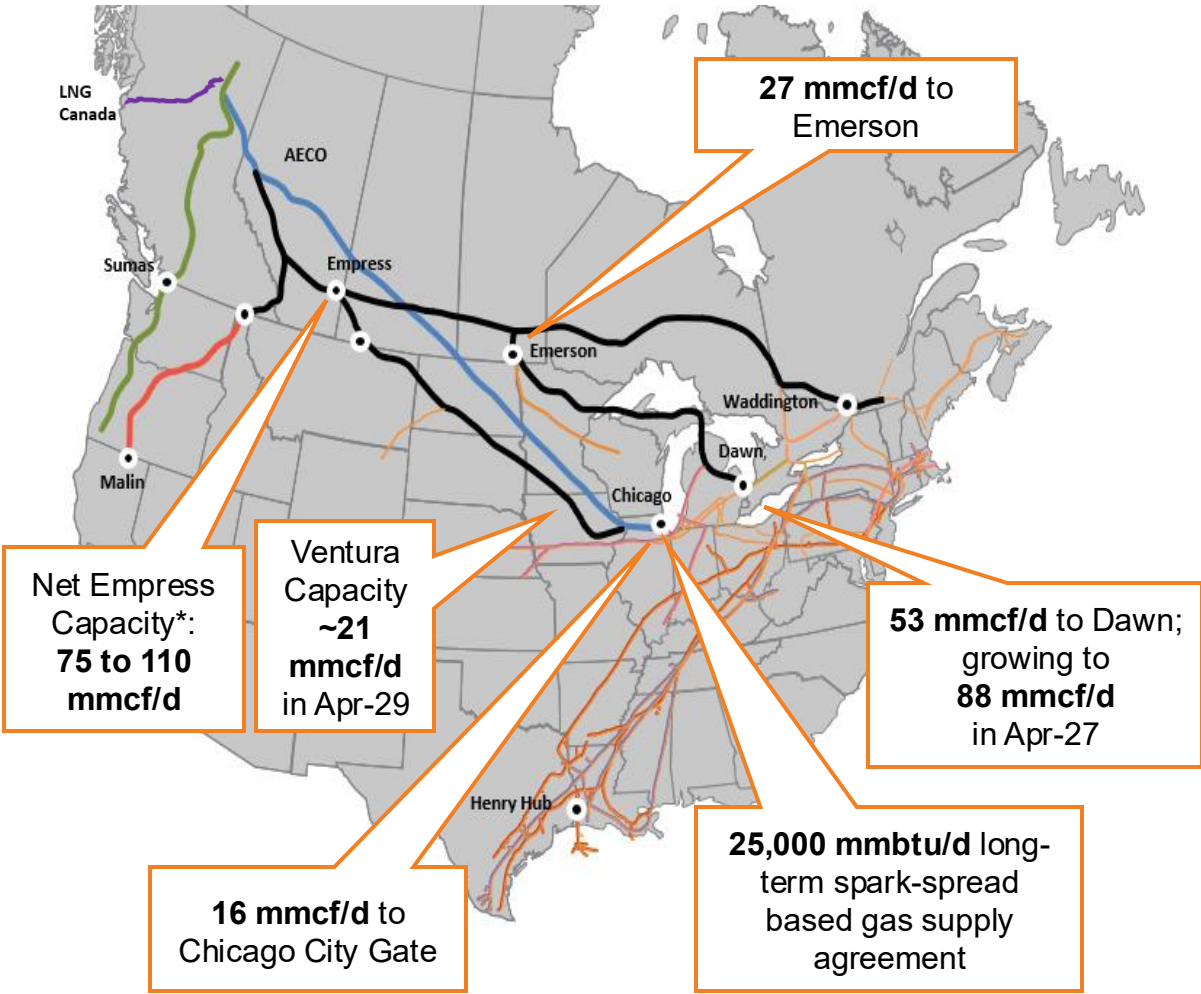 LNG
Canada
AECO
27 mmcf/d to
Emerson
Sumas
Empress
Emerson
Waddington
Malin
Dawn,
Chicago
Net Empress
Capacity*:
75 to 110
mmcf/d
Ventura
Capacity
~21
mmcf/d
in Apr-29
53 mmcf/d to Dawn;
growing to
88 mmcf/d
in Apr-27
Henry Hub
16 mmcf/d to
Chicago City Gate
25,000 mmbtu/d long-
term spark-spread
based gas supply
agreement